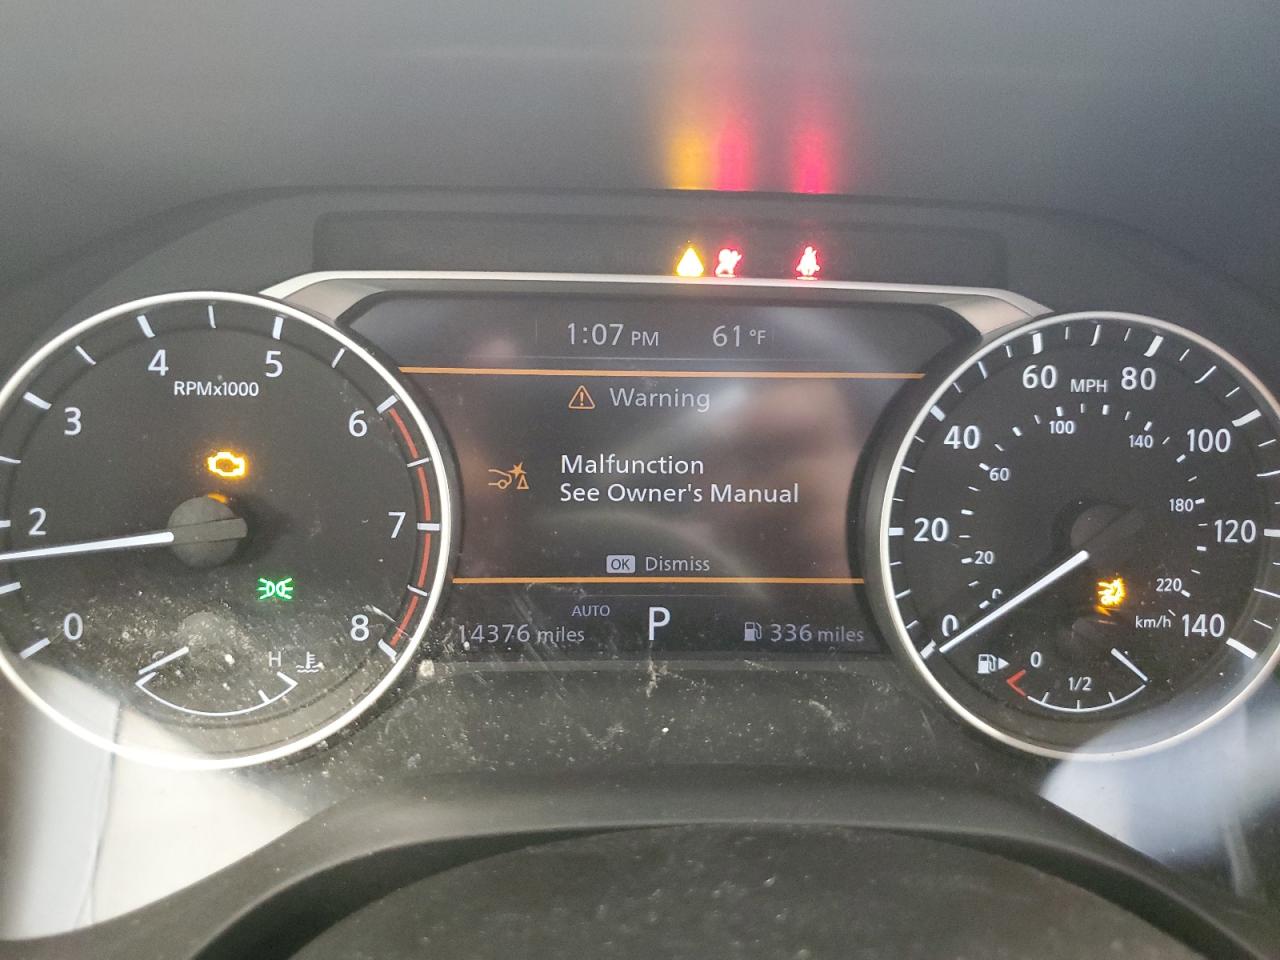 1:07 PM 61°F
Warning
Malfunction
See Owner's Manual
OK Dismiss
AUTO
14376 miles P 336 miles
0 2 3 4 5 6 7 8
RPMx1000
H
0 20 40 60 80 100 120 140
MPH
0 20 60 100 140 180 220
km/h
0 1/2